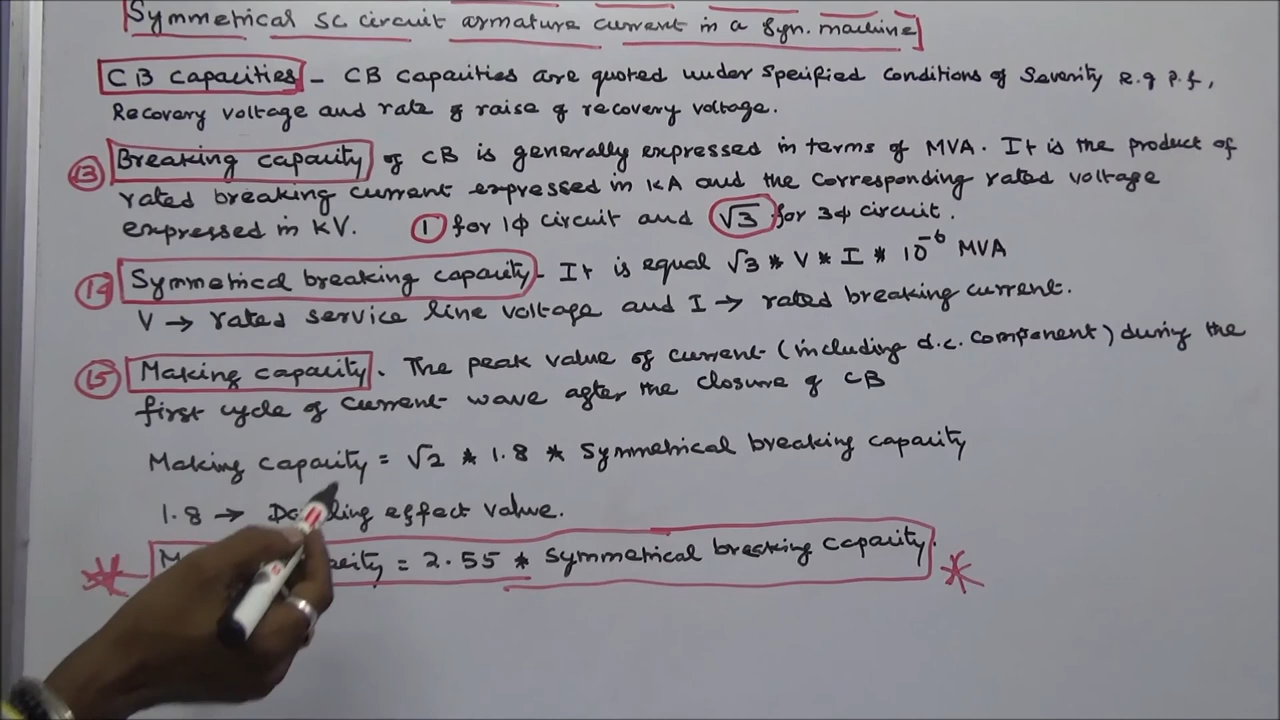 Symmetrical SC circuit armature current in a Syn. machine
CB Capacities - CB Capacities are quoted under specified conditions of Severity e.g p.f,
Recovery voltage and rate of raise of recovery voltage.
13 Breaking capacity of CB is generally expressed in terms of MVA. It is the product of
rated breaking current expressed in kA and the corresponding rated voltage
expressed in kV. 1 for 1ϕ circuit and √3 for 3ϕ circuit.
14 Symmetrical breaking capacity - It is equal √3 * V * I * 10⁻⁶ MVA
V → rated service line voltage and I → rated breaking current.
15 Making capacity. The peak value of current (including d.c. component) during the
first cycle of current wave after the closure of CB
Making capacity = √2 * 1.8 * Symmetrical breaking capacity
1.8 → effect value.
= 2.55 * Symmetrical breaking capacity.